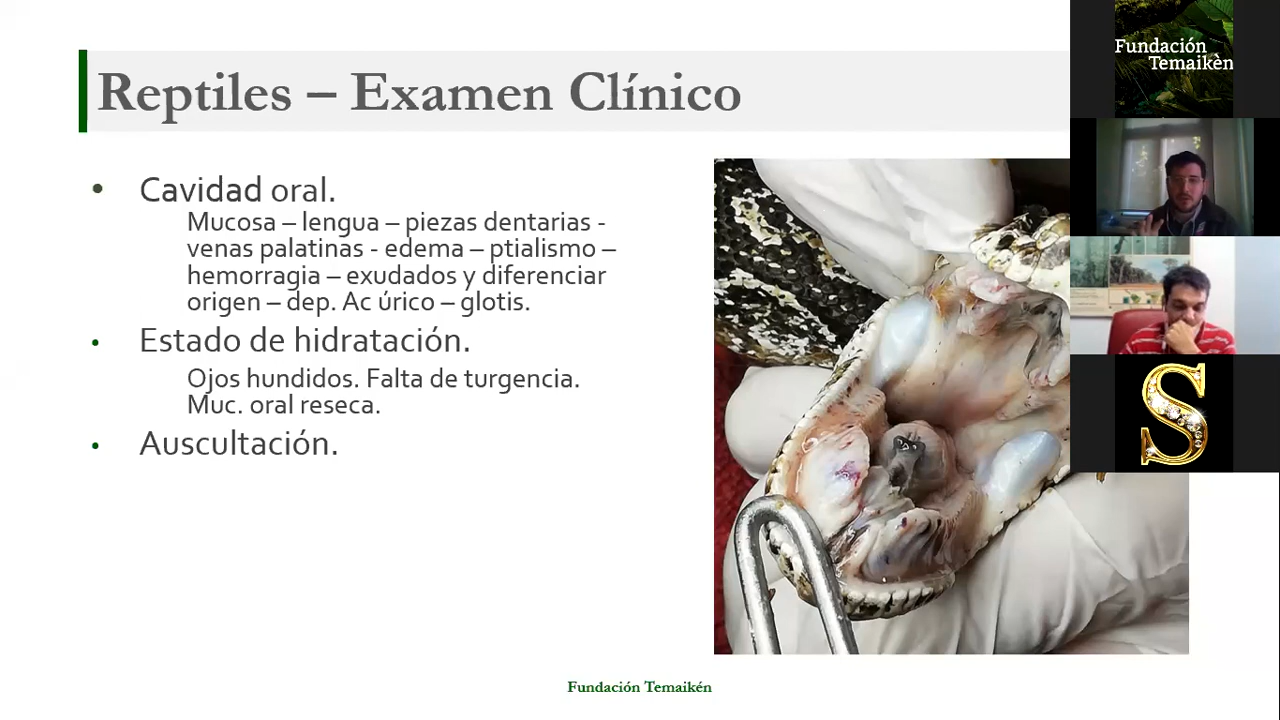 Reptiles – Examen Clínico
• Cavidad oral.
Mucosa – lengua – piezas dentarias -
venas palatinas - edema – ptialismo –
hemorragia – exudados y diferenciar
origen – dep. Ac úrico – glotis.
• Estado de hidratación.
Ojos hundidos. Falta de turgencia.
Muc. oral reseca.
• Auscultación.
Fundación Temaikén
Fundación
Temaikèn
S